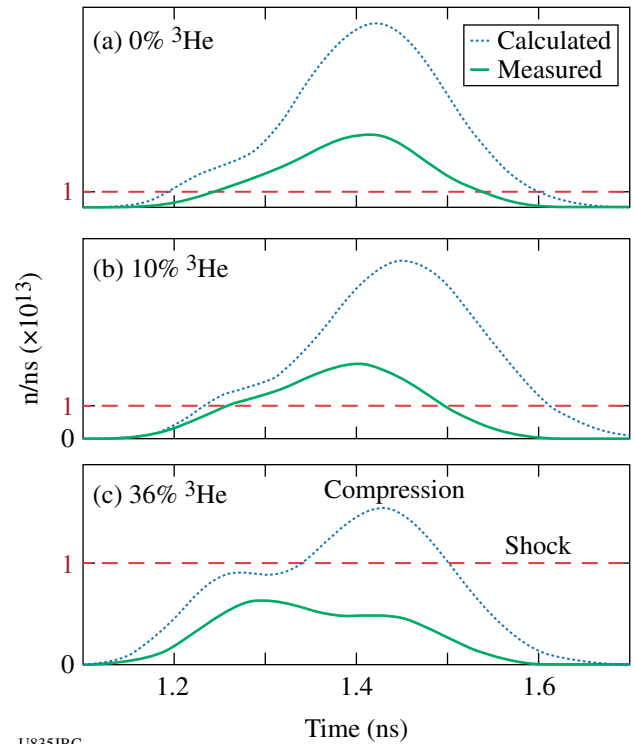 (a) 0% ³He
Calculated
Measured
1
(b) 10% ³He
n/ns (×10¹³)
1
0
(c) 36% ³He
Compression
Shock
1
0
1.2 1.4 1.6
Time (ns)